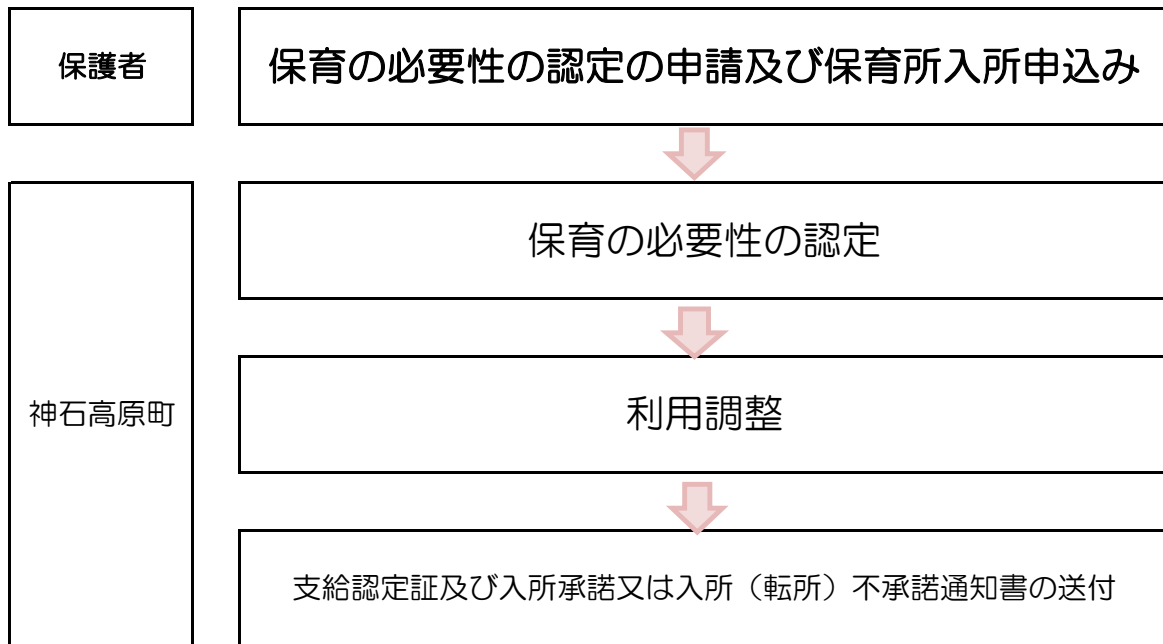 保護者
保育の必要性の認定の申請及び保育所入所申込み
保育の必要性の認定
神石高原町
利用調整
支給認定証及び入所承諾又は入所（転所）不承諾通知書の送付